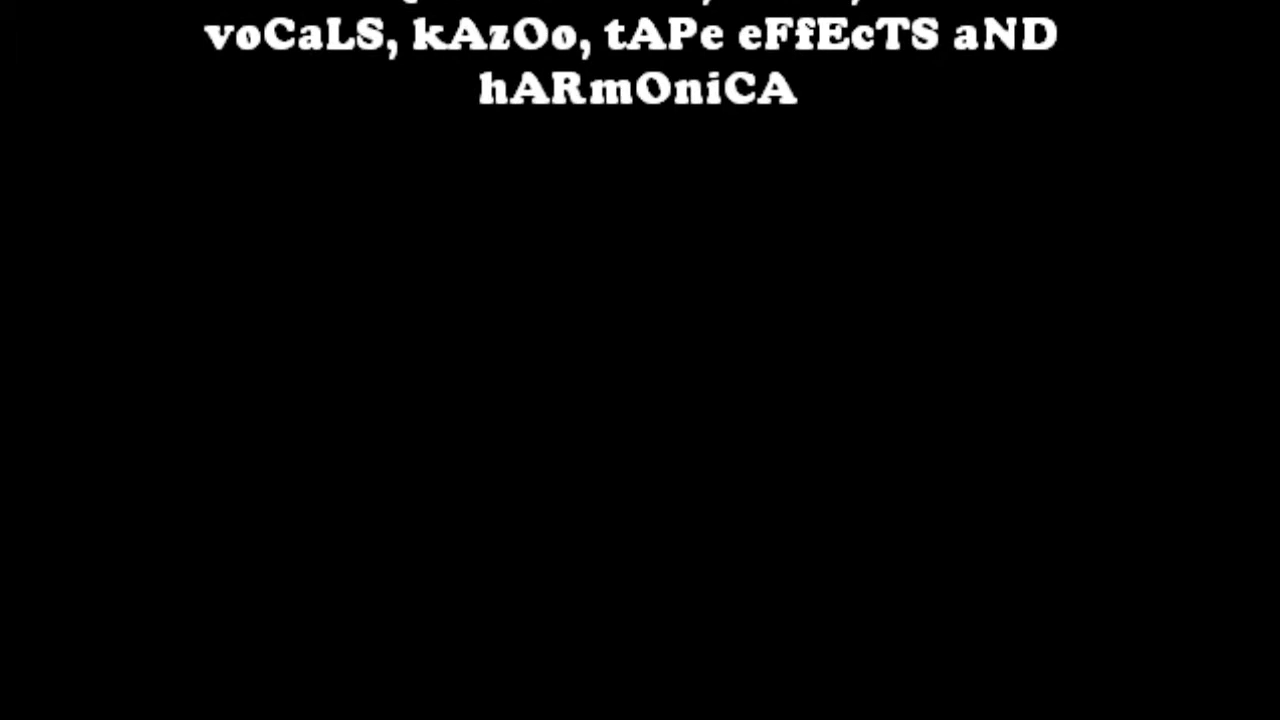 voCaLS, kAzOo, tAPe eFfEcTS aND
hARmOniCA